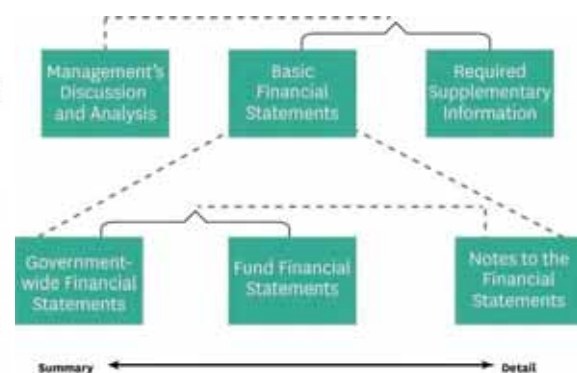 Management's
Discussion
and Analysis
Basic
Financial
Statements
Required
Supplementary
Information
Government-
wide Financial
Statements
Fund Financial
Statements
Notes to the
Financial
Statements
Summary
Detail